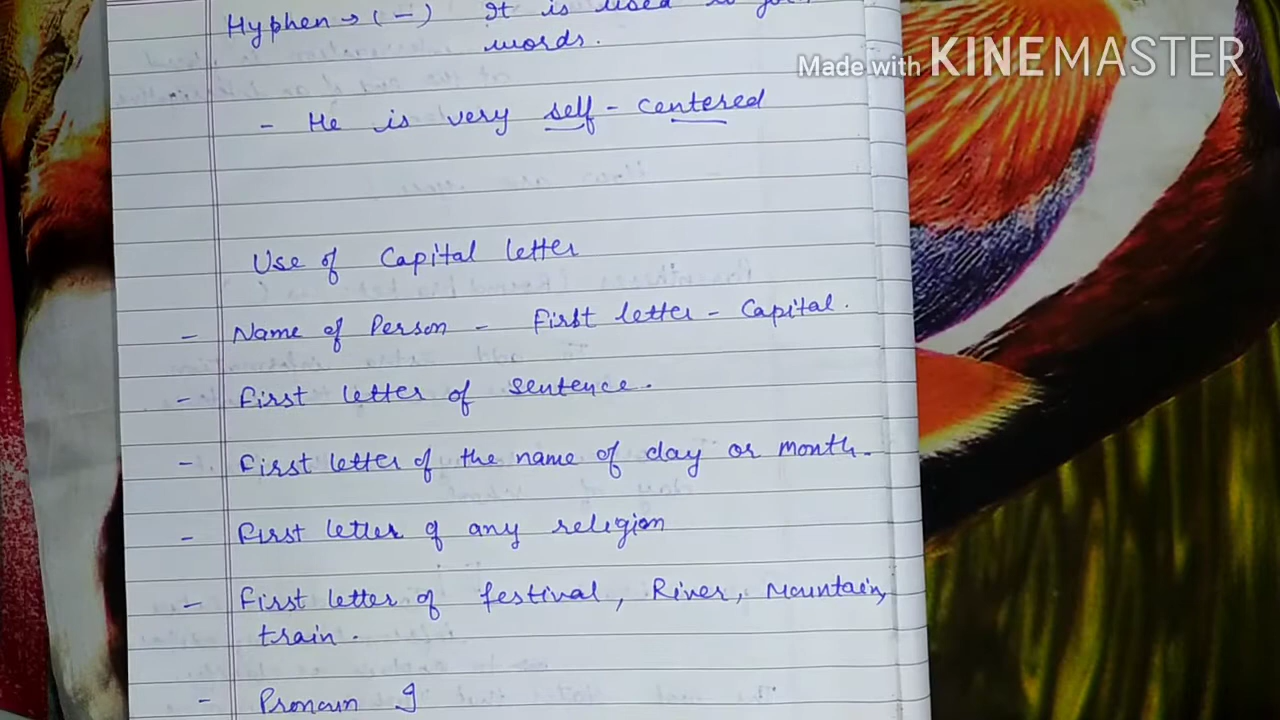 Hyphen → (-) It is used to join
words.
Made with KINEMASTER
- He is very self - centered
Use of Capital letter
- Name of Person - First letter - Capital.
- First letter of sentence.
- First letter of the name of day or month.
- First letter of any religion
- First letter of festival, River, Mountain,
train.
- Pronoun I